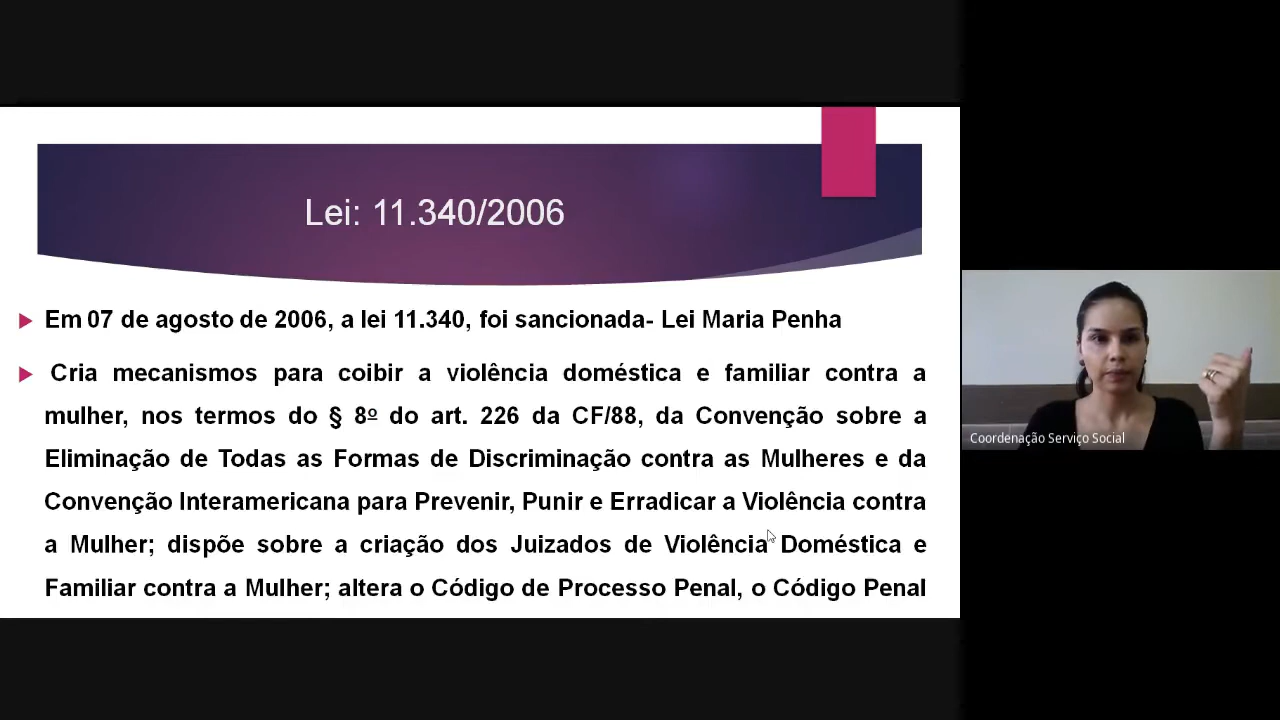 Lei: 11.340/2006
Em 07 de agosto de 2006, a lei 11.340, foi sancionada- Lei Maria Penha
Cria mecanismos para coibir a violência doméstica e familiar contra a
mulher, nos termos do § 8º do art. 226 da CF/88, da Convenção sobre a
Eliminação de Todas as Formas de Discriminação contra as Mulheres e da
Convenção Interamericana para Prevenir, Punir e Erradicar a Violência contra
a Mulher; dispõe sobre a criação dos Juizados de Violência Doméstica e
Familiar contra a Mulher; altera o Código de Processo Penal, o Código Penal
Coordenação Serviço Social